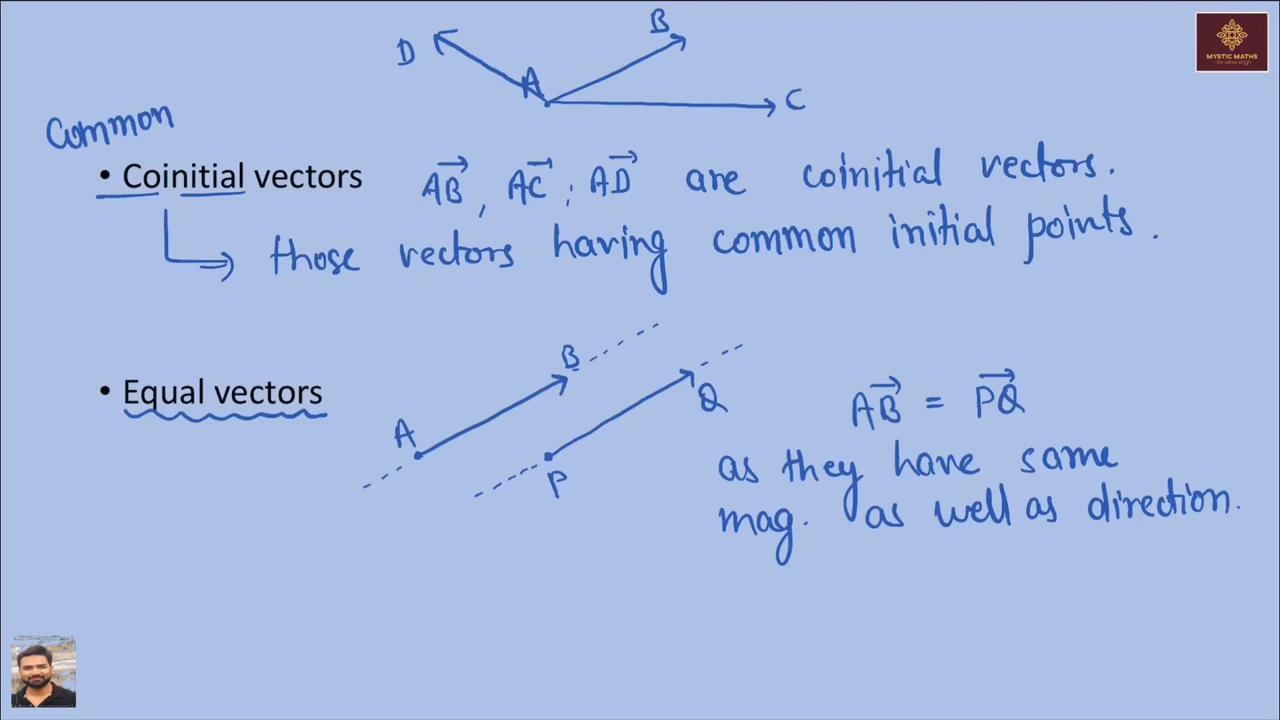 D
B
A
C
MYSTIC MATHS
Common
• Coinitial vectors
AB→, AC→, AD→ are coinitial vectors.
those vectors having common initial points.
B
A
Q
P
• Equal vectors
AB→ = PQ→
as they have same
mag. as well as direction.